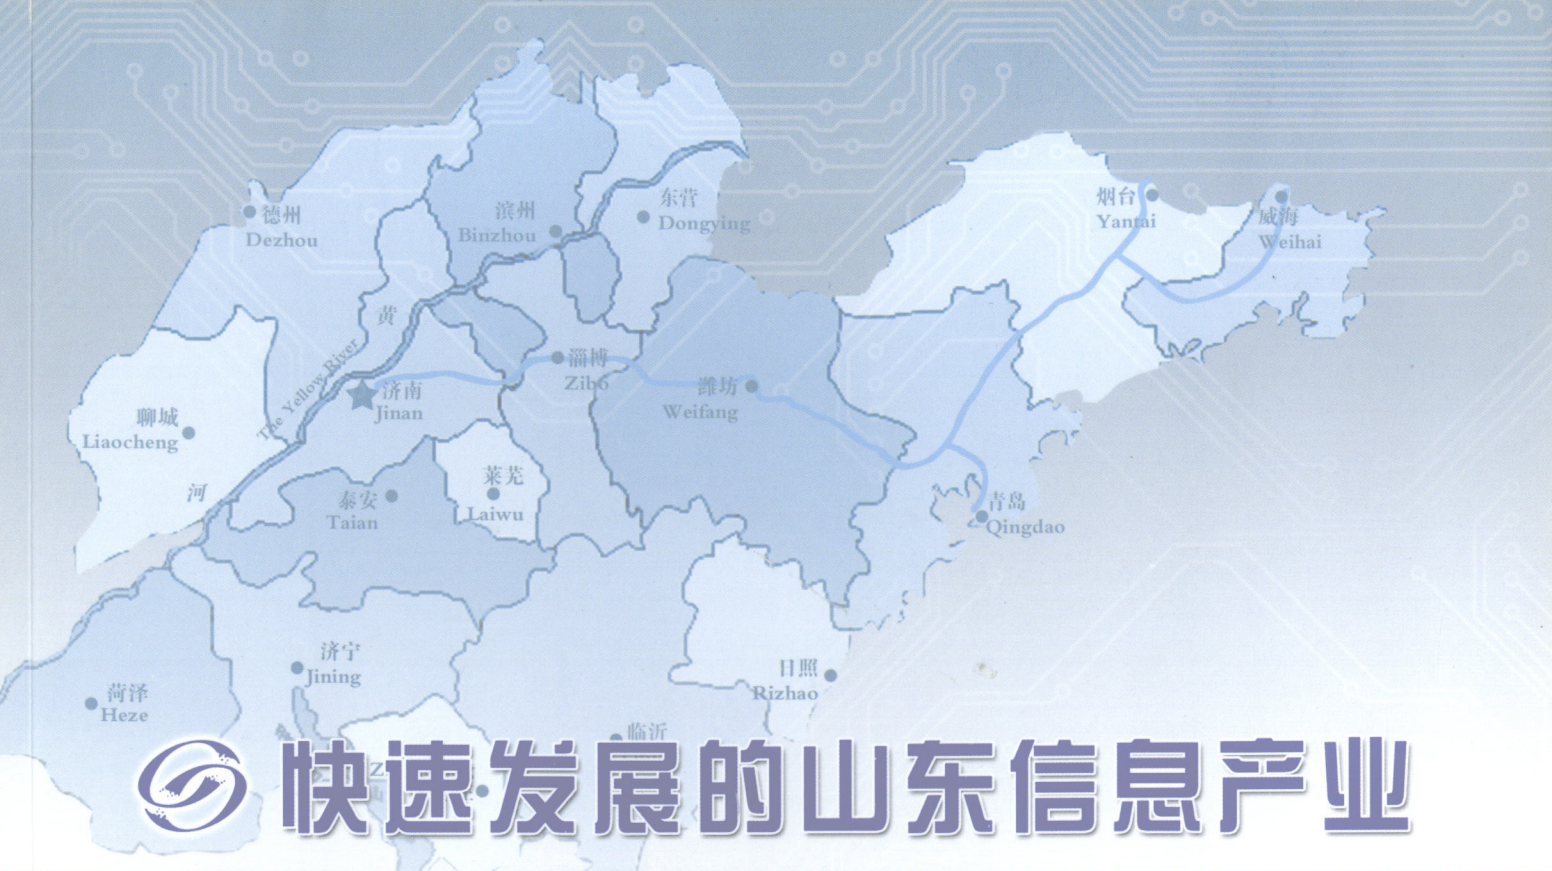 德州
Dezhou
滨州
Binzhou
东营
Dongying
烟台
Yantai
威海
Weihai
黄
The Yellow River
济南
Jinan
淄博
Zibo
潍坊
Weifang
聊城
Liaocheng
河
泰安
Taian
莱芜
Laiwu
青岛
Qingdao
济宁
Jining
日照
Rizhao
菏泽
Heze
临沂
快速发展的山东信息产业